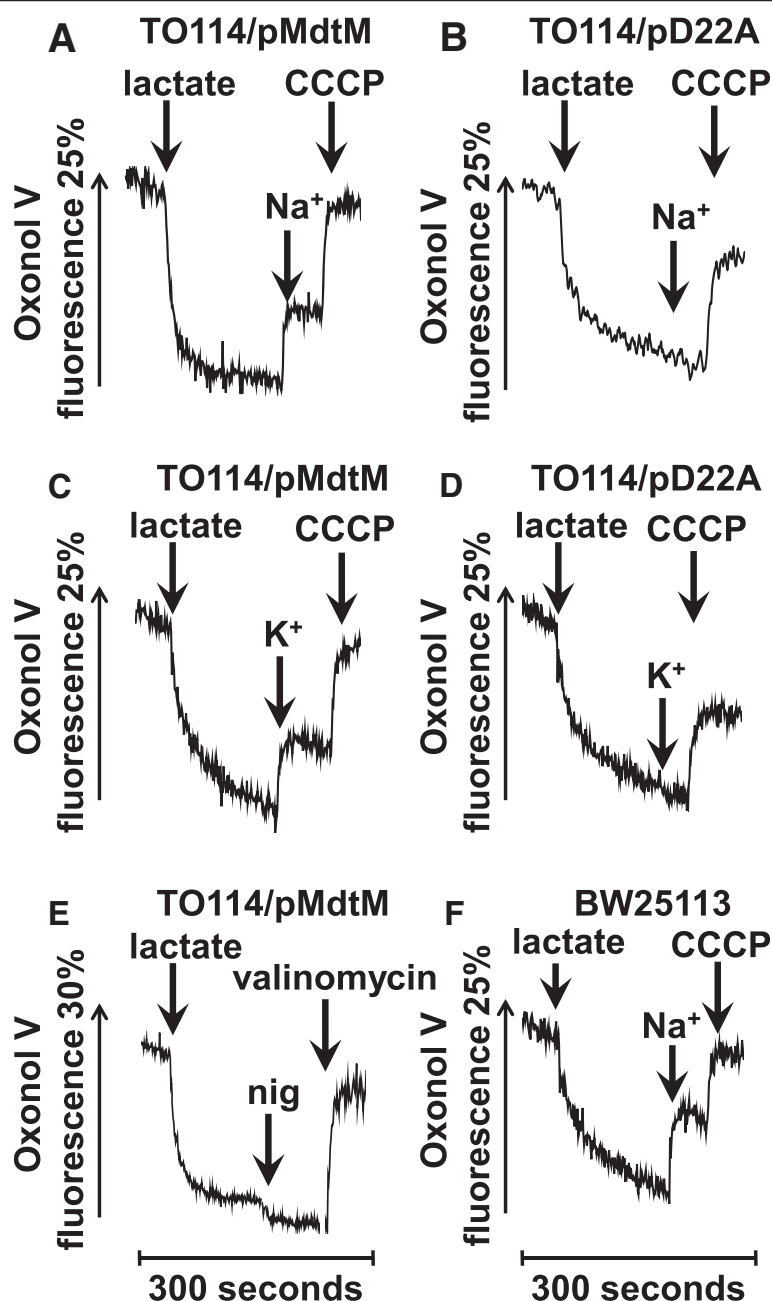 A
TO114/pMdtM
lactate
CCCP
Na⁺
Oxonol V
fluorescence 25%
B
TO114/pD22A
lactate
CCCP
Na⁺
Oxonol V
fluorescence 25%
C
TO114/pMdtM
lactate
CCCP
K⁺
Oxonol V
fluorescence 25%
D
TO114/pD22A
lactate
CCCP
K⁺
Oxonol V
fluorescence 25%
E
TO114/pMdtM
lactate
valinomycin
nig
Oxonol V
fluorescence 30%
300 seconds
F
BW25113
lactate
CCCP
Na⁺
Oxonol V
fluorescence 25%
300 seconds